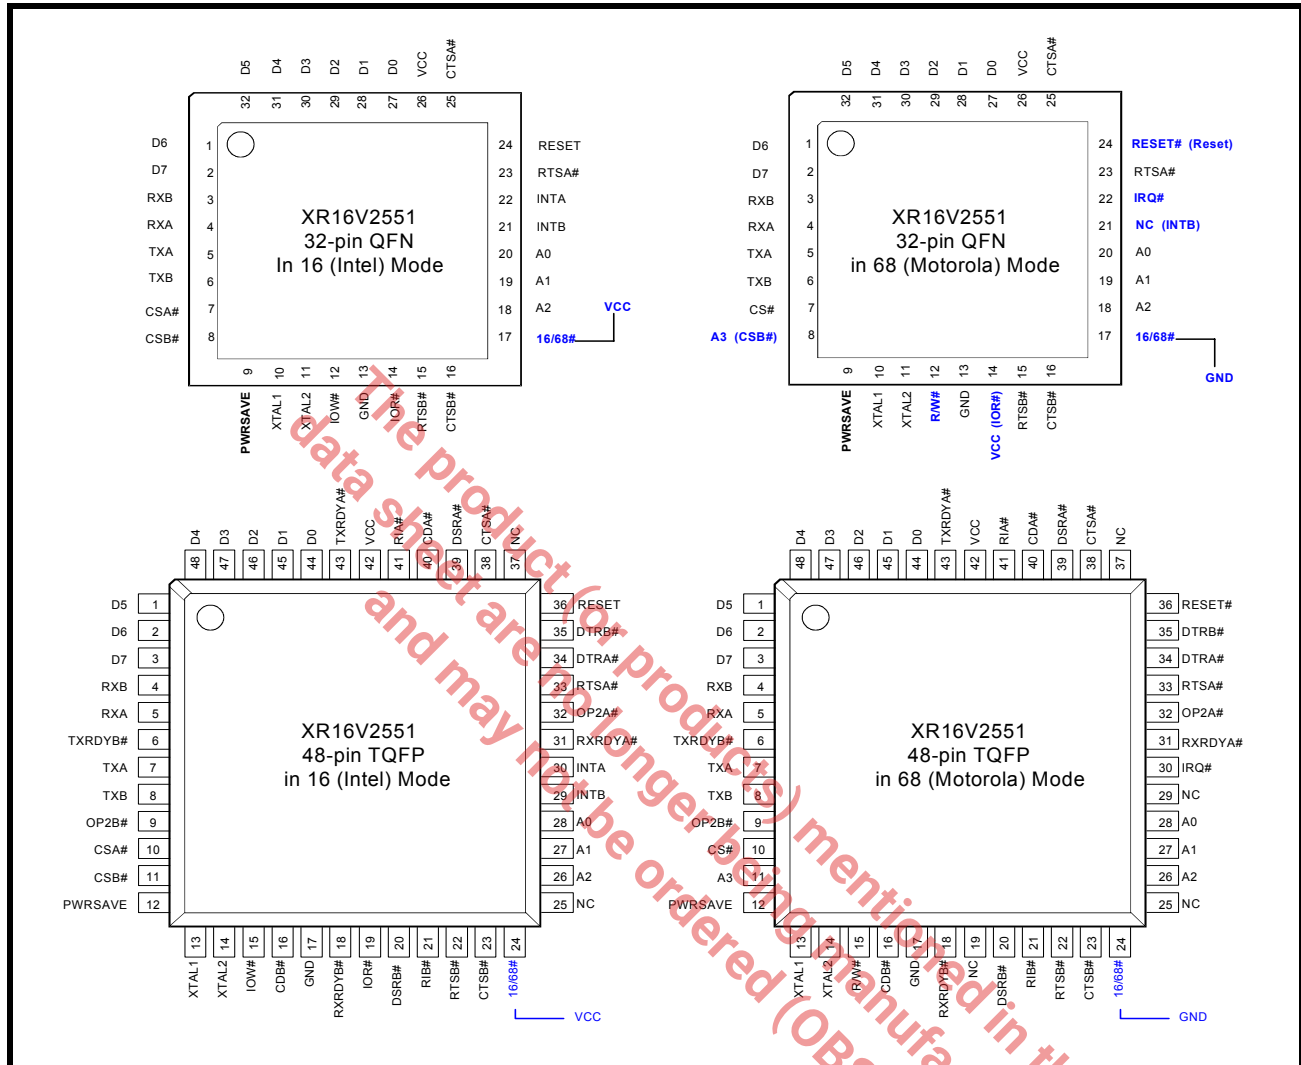 D5 D4 D3 D2 D1 D0 VCC CTSA#
32 31 30 29 28 27 26 25
D6 1
D7 2
RXB 3
RXA 4
TXA 5
TXB 6
CSA# 7
CSB# 8
XR16V2551
32-pin QFN
In 16 (Intel) Mode
24 RESET
23 RTSA#
22 INTA
21 INTB
20 A0
19 A1
18 A2
17 16/68#
VCC
9 10 11 12 13 14 15 16
PWRSAVE XTAL1 XTAL2 IOW# GND IOR# RTSB# CTSB#
D5 D4 D3 D2 D1 D0 VCC CTSA#
32 31 30 29 28 27 26 25
D6 1
D7 2
RXB 3
RXA 4
TXA 5
TXB 6
CS# 7
A3 (CSB#) 8
XR16V2551
32-pin QFN
in 68 (Motorola) Mode
24 RESET# (Reset)
23 RTSA#
22 IRQ#
21 NC (INTB)
20 A0
19 A1
18 A2
17 16/68#
GND
9 10 11 12 13 14 15 16
PWRSAVE XTAL1 XTAL2 R/W# GND VCC (IOR#) RTSB# CTSB#
D4 D3 D2 D1 D0 TXRDYA# VCC RIA# CDA# DSRA# CTSA# NC
48 47 46 45 44 43 42 41 40 39 38 37
D5 1
D6 2
D7 3
RXB 4
RXA 5
TXRDYB# 6
TXA 7
TXB 8
OP2B# 9
CSA# 10
CSB# 11
PWRSAVE 12
XR16V2551
48-pin TQFP
in 16 (Intel) Mode
36 RESET
35 DTRB#
34 DTRA#
33 RTSA#
32 OP2A#
31 RXRDYA#
30 INTA
29 INTB
28 A0
27 A1
26 A2
25 NC
13 14 15 16 17 18 19 20 21 22 23 24
XTAL1 XTAL2 IOW# CDB# GND RXRDYB# IOR# DSRB# RIB# RTSB# CTSB# 16/68#
VCC
D4 D3 D2 D1 D0 TXRDYA# VCC RIA# CDA# DSRA# CTSA# NC
48 47 46 45 44 43 42 41 40 39 38 37
D5 1
D6 2
D7 3
RXB 4
RXA 5
TXRDYB# 6
TXA 7
TXB 8
OP2B# 9
CS# 10
A3 11
PWRSAVE 12
XR16V2551
48-pin TQFP
in 68 (Motorola) Mode
36 RESET#
35 DTRB#
34 DTRA#
33 RTSA#
32 OP2A#
31 RXRDYA#
30 IRQ#
29 NC
28 A0
27 A1
26 A2
25 NC
13 14 15 16 17 18 19 20 21 22 23 24
XTAL1 XTAL2 R/W# CDB# GND RXRDYB# NC DSRB# RIB# RTSB# CTSB# 16/68#
GND
The product (or products) mentioned in
data sheet are no longer being
and may not be ordered